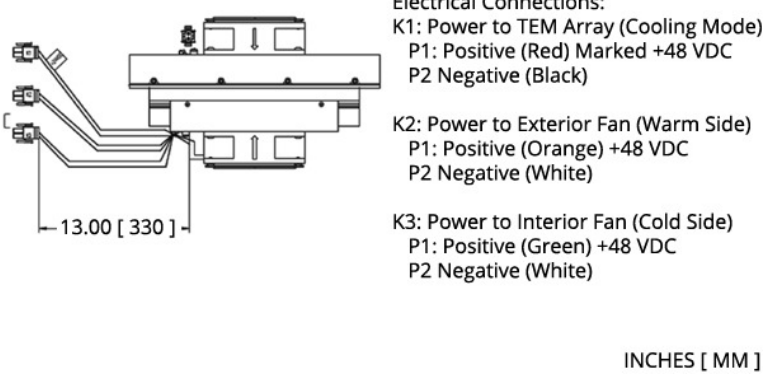 Electrical Connections:
K1: Power to TEM Array (Cooling Mode)
P1: Positive (Red) Marked +48 VDC
P2 Negative (Black)
K2: Power to Exterior Fan (Warm Side)
P1: Positive (Orange) +48 VDC
P2 Negative (White)
13.00 [ 330 ]
K3: Power to Interior Fan (Cold Side)
P1: Positive (Green) +48 VDC
P2 Negative (White)
INCHES [ MM ]